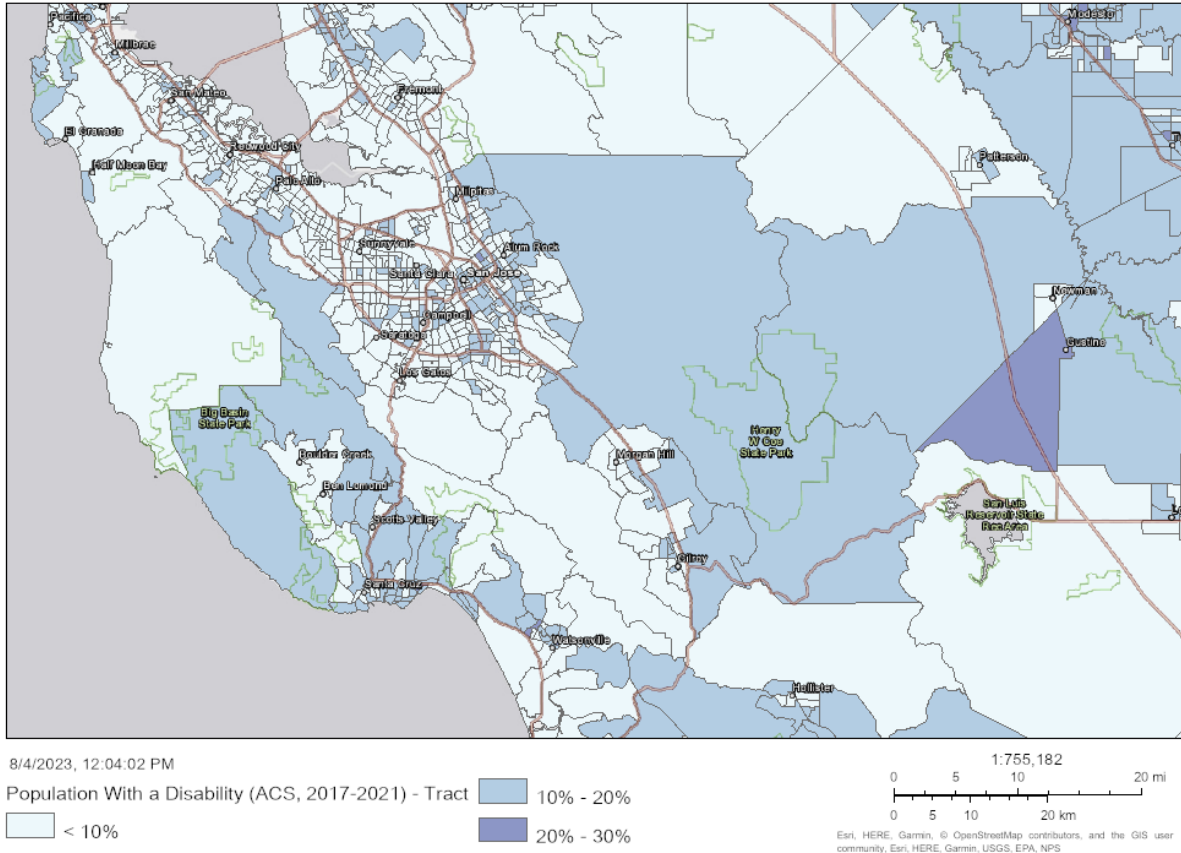 Pacifica
Modesto
Millbrae
San Mateo
Fremont
El Granada
Redwood City
Half Moon Bay
Palo Alto
Patterson
Milpitas
Sunnyvale
Alum Rock
Santa Clara
San Jose
Newman
Campbell
Saratoga
Gustine
Los Gatos
Big Basin
State Park
Henry
W Coe
State Park
Boulder Creek
Morgan Hill
Ben Lomond
San Luis
Reservoir State
Rec Area
Scotts Valley
Gilroy
Santa Cruz
Watsonville
Hollister
8/4/2023, 12:04:02 PM
Population With a Disability (ACS, 2017-2021) - Tract
< 10%
10% - 20%
20% - 30%
1:755,182
0 5 10 20 mi
0 5 10 20 km
Esri, HERE, Garmin, © OpenStreetMap contributors, and the GIS user
community, Esri, HERE, Garmin, USGS, EPA, NPS